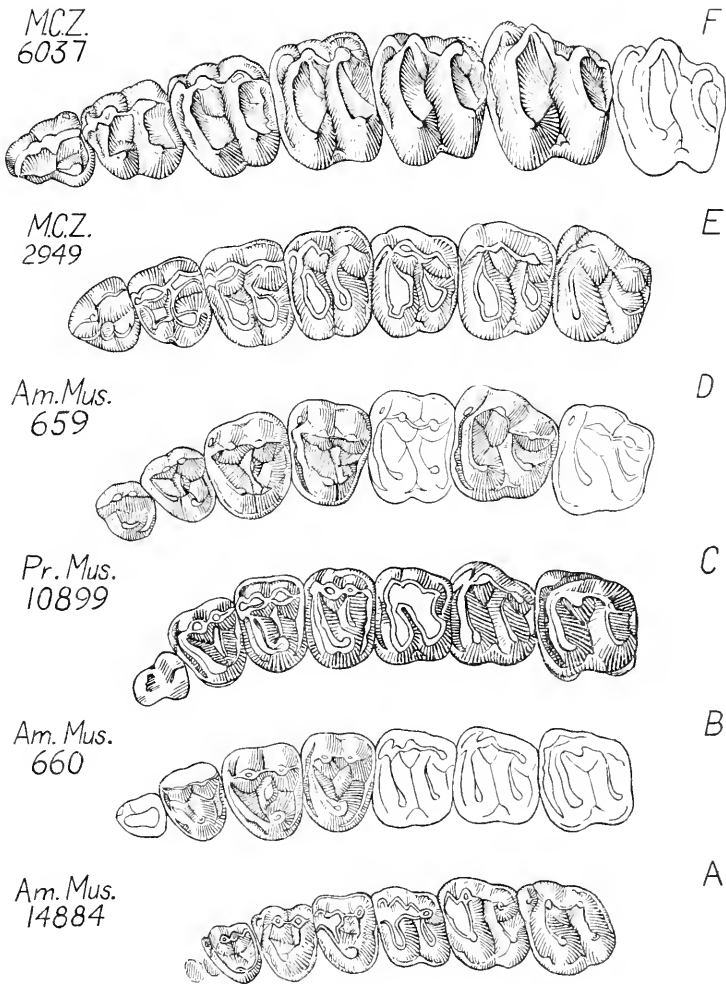 M.C.Z.
6037
F
M.C.Z.
2949
E
Am. Mus.
659
D
Pr. Mus.
10899
C
Am. Mus.
660
B
Am. Mus.
14884
A